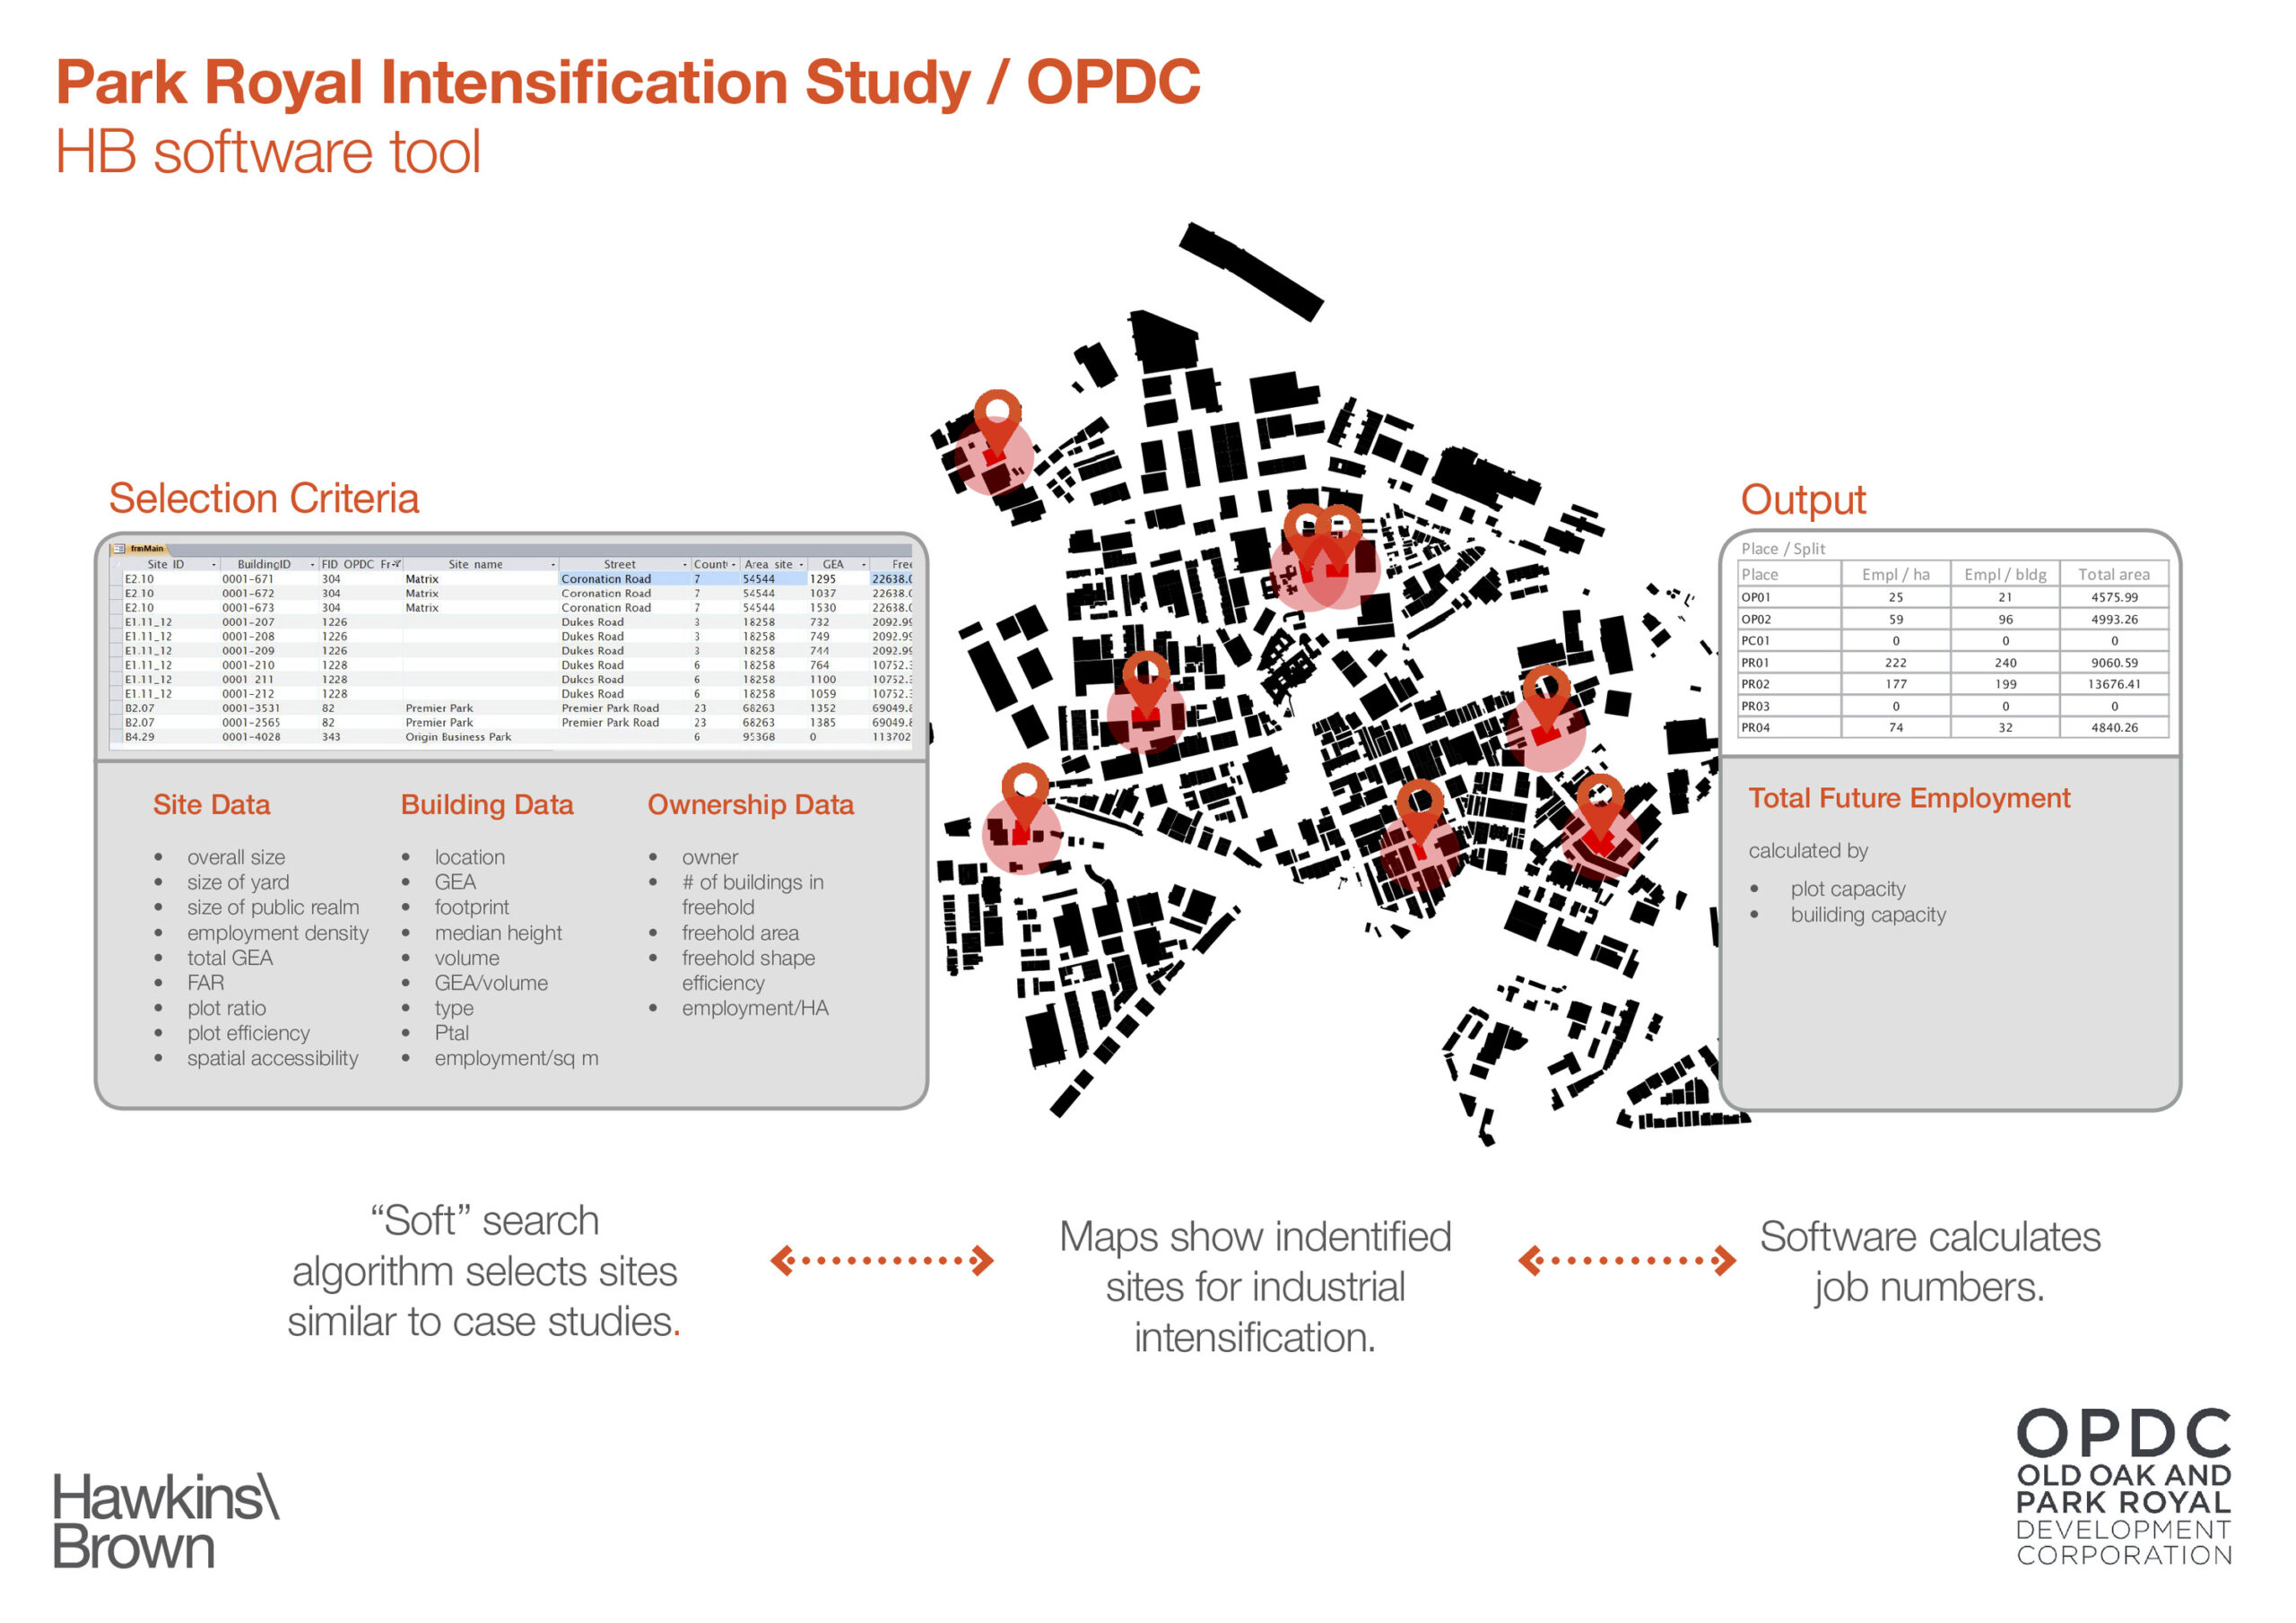 Park Royal Intensification Study / OPDC
HB software tool
Selection Criteria
frmMain
Site ID BuildingID FID OPDC Fr Site name Street Count Area site GEA Free
E2.10 0001-671 304 Matrix Coronation Road 7 54544 1295 22638.0
E2.10 0001-672 304 Matrix Coronation Road 7 54544 1037 22638.0
E2.10 0001-673 304 Matrix Coronation Road 7 54544 1530 22638.0
E1.11_12 0001-207 1226 Dukes Road 3 18258 732 2092.99
E1.11_12 0001-208 1226 Dukes Road 3 18258 749 2092.99
E1.11_12 0001-209 1226 Dukes Road 3 18258 744 2092.99
E1.11_12 0001-210 1228 Dukes Road 6 18258 764 10752.3
E1.11_12 0001 211 1228 Dukes Road 6 18258 1100 10752.3
E1.11_12 0001-212 1228 Dukes Road 6 18258 1059 10752.3
B2.07 0001-3531 82 Premier Park Premier Park Road 23 68263 1352 69049.8
B2.07 0001-2565 82 Premier Park Premier Park Road 23 68263 1385 69049.8
B4.29 0001-4028 343 Origin Business Park 6 95368 0 113702
Site Data
• overall size
• size of yard
• size of public realm
• employment density
• total GEA
• FAR
• plot ratio
• plot efficiency
• spatial accessibility
Building Data
• location
• GEA
• footprint
• median height
• volume
• GEA/volume
• type
• Ptal
• employment/sq m
Ownership Data
• owner
• # of buildings in
freehold
• freehold area
• freehold shape
efficiency
• employment/HA
Output
Place / Split
Place Empl / ha Empl / bldg Total area
OP01 25 21 4575.99
OP02 59 96 4993.26
PC01 0 0 0
PR01 222 240 9060.59
PR02 177 199 13676.41
PR03 0 0 0
PR04 74 32 4840.26
Total Future Employment
calculated by
• plot capacity
• builiding capacity
“Soft” search
algorithm selects sites
similar to case studies.
Maps show indentified
sites for industrial
intensification.
Software calculates
job numbers.
Hawkins\
Brown
OPDC
OLD OAK AND
PARK ROYAL
DEVELOPMENT
CORPORATION